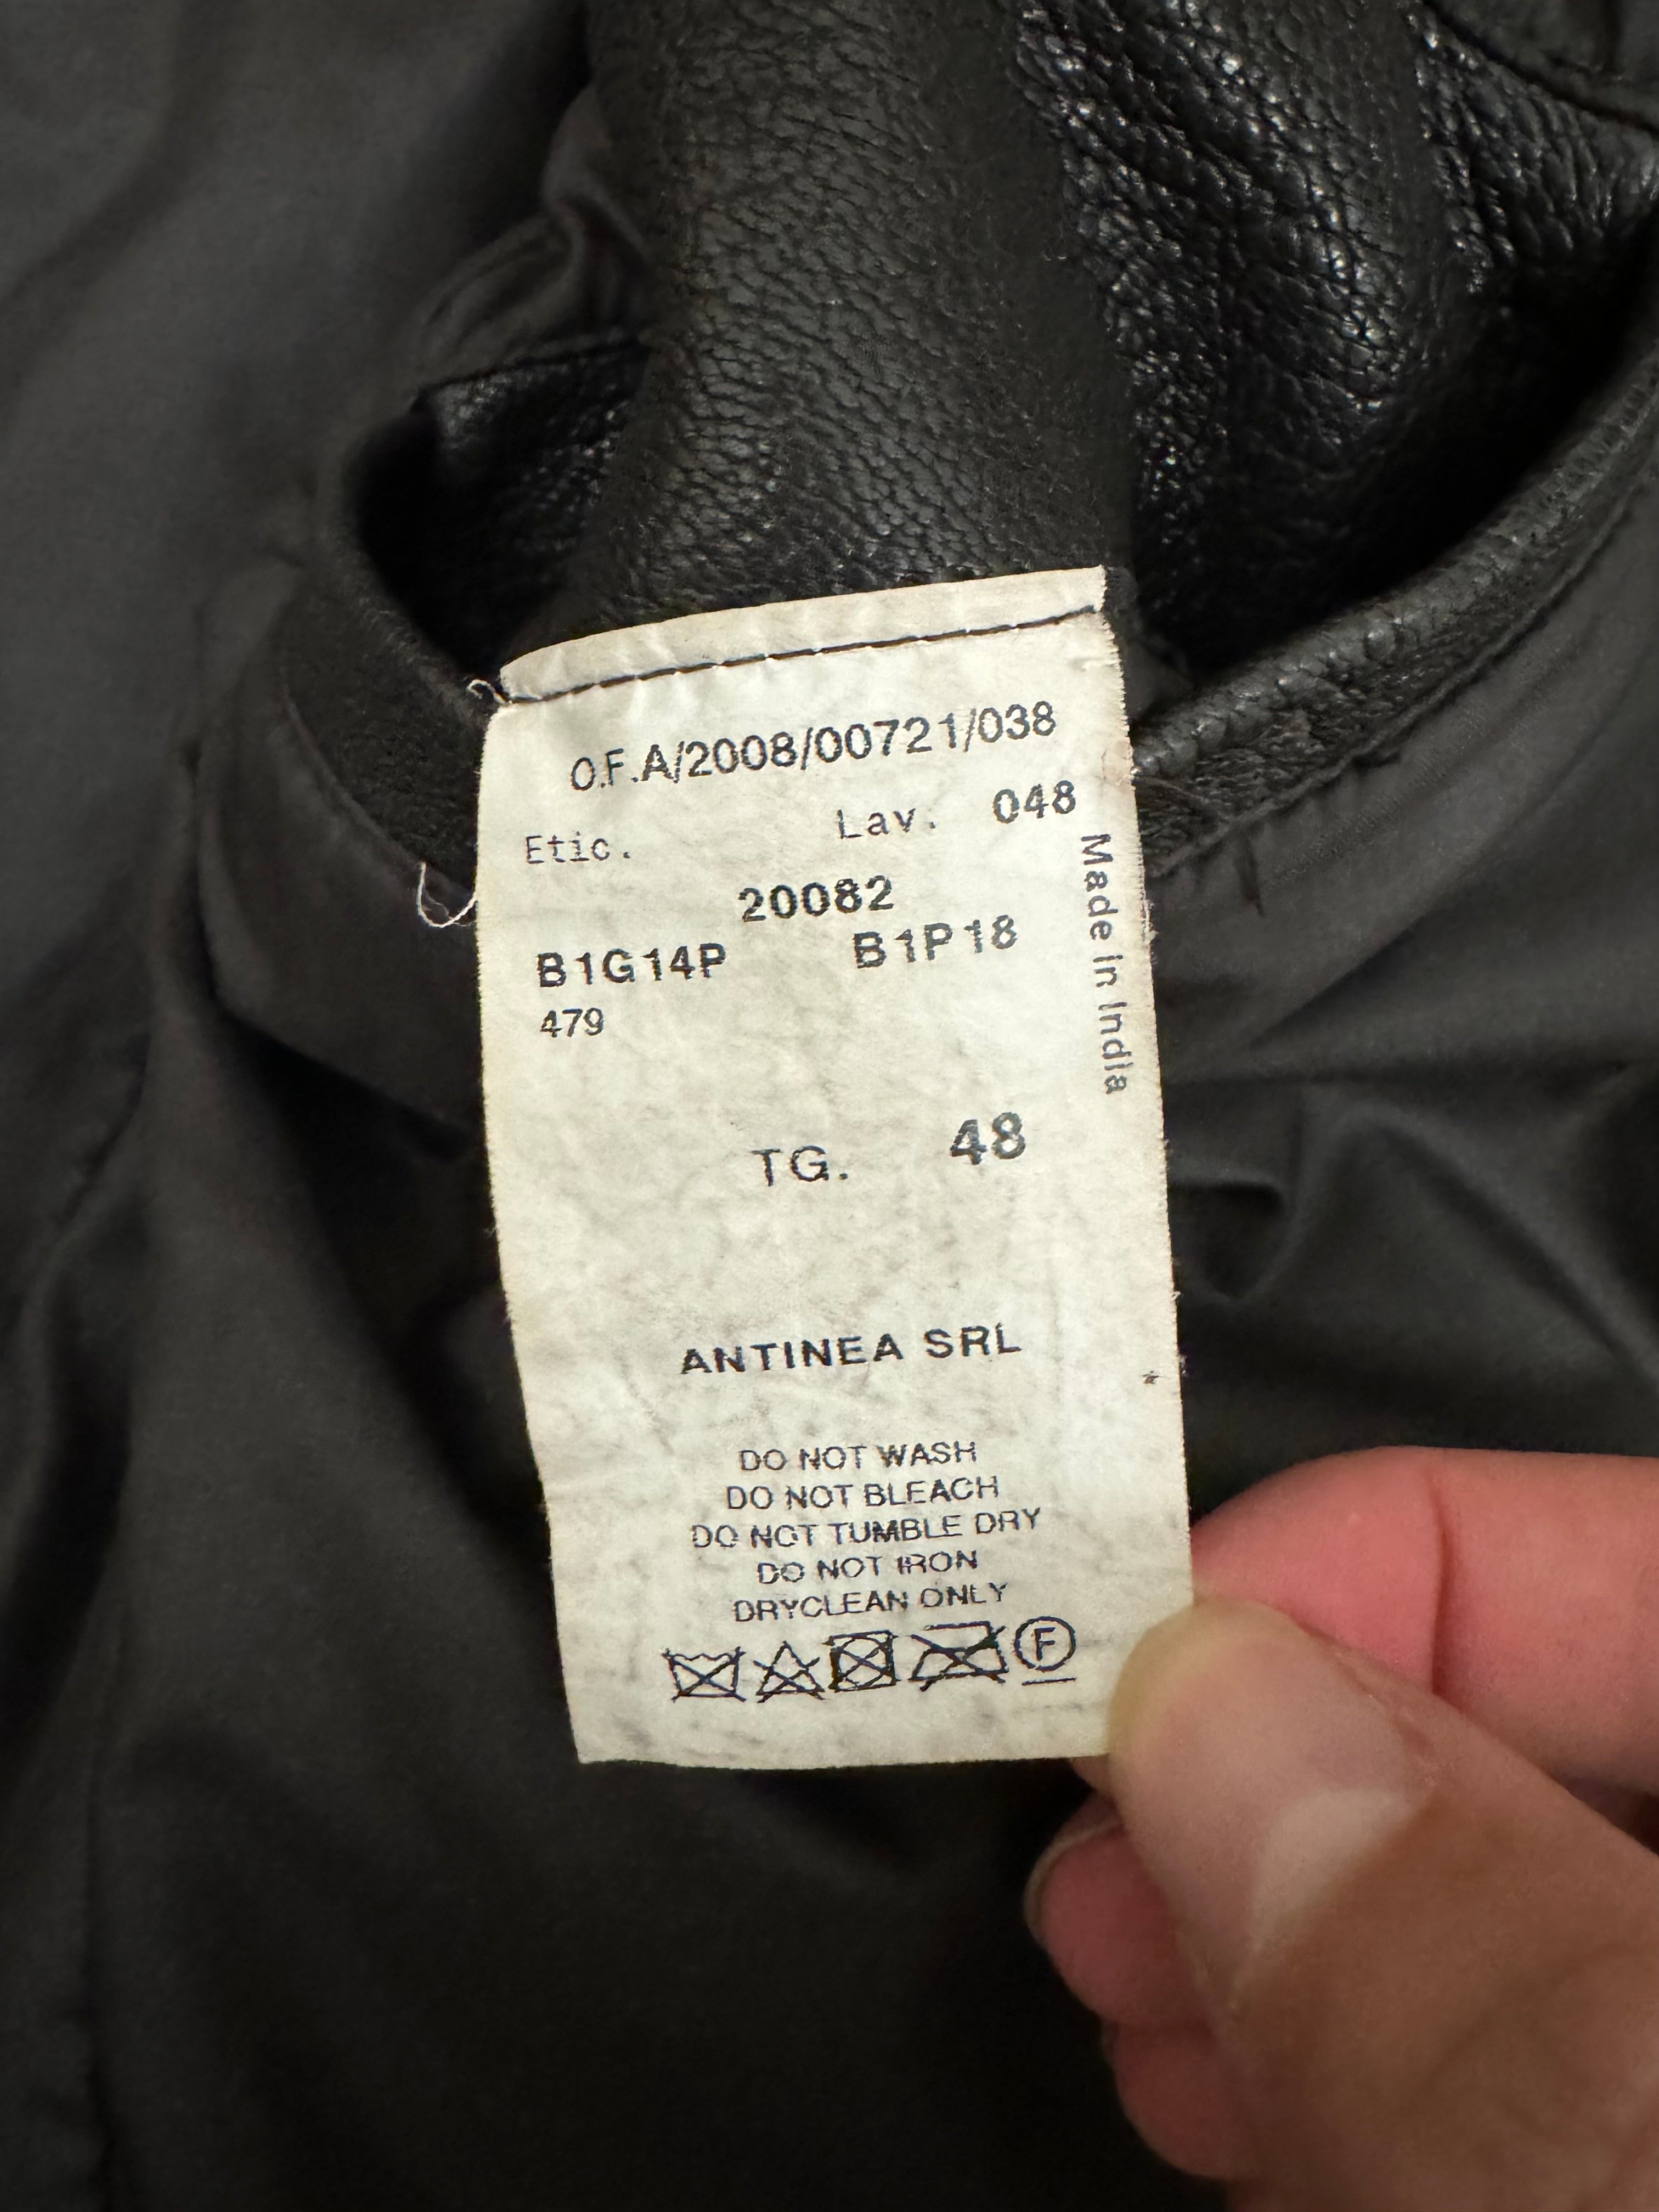 O.F.A/2008/00721/038
Etic. Lav. 048
20082
B1G14P B1P18
479
Made in India
TG. 48
ANTINEA SRL
DO NOT WASH
DO NOT BLEACH
DO NOT TUMBLE DRY
DO NOT IRON
DRYCLEAN ONLY
F